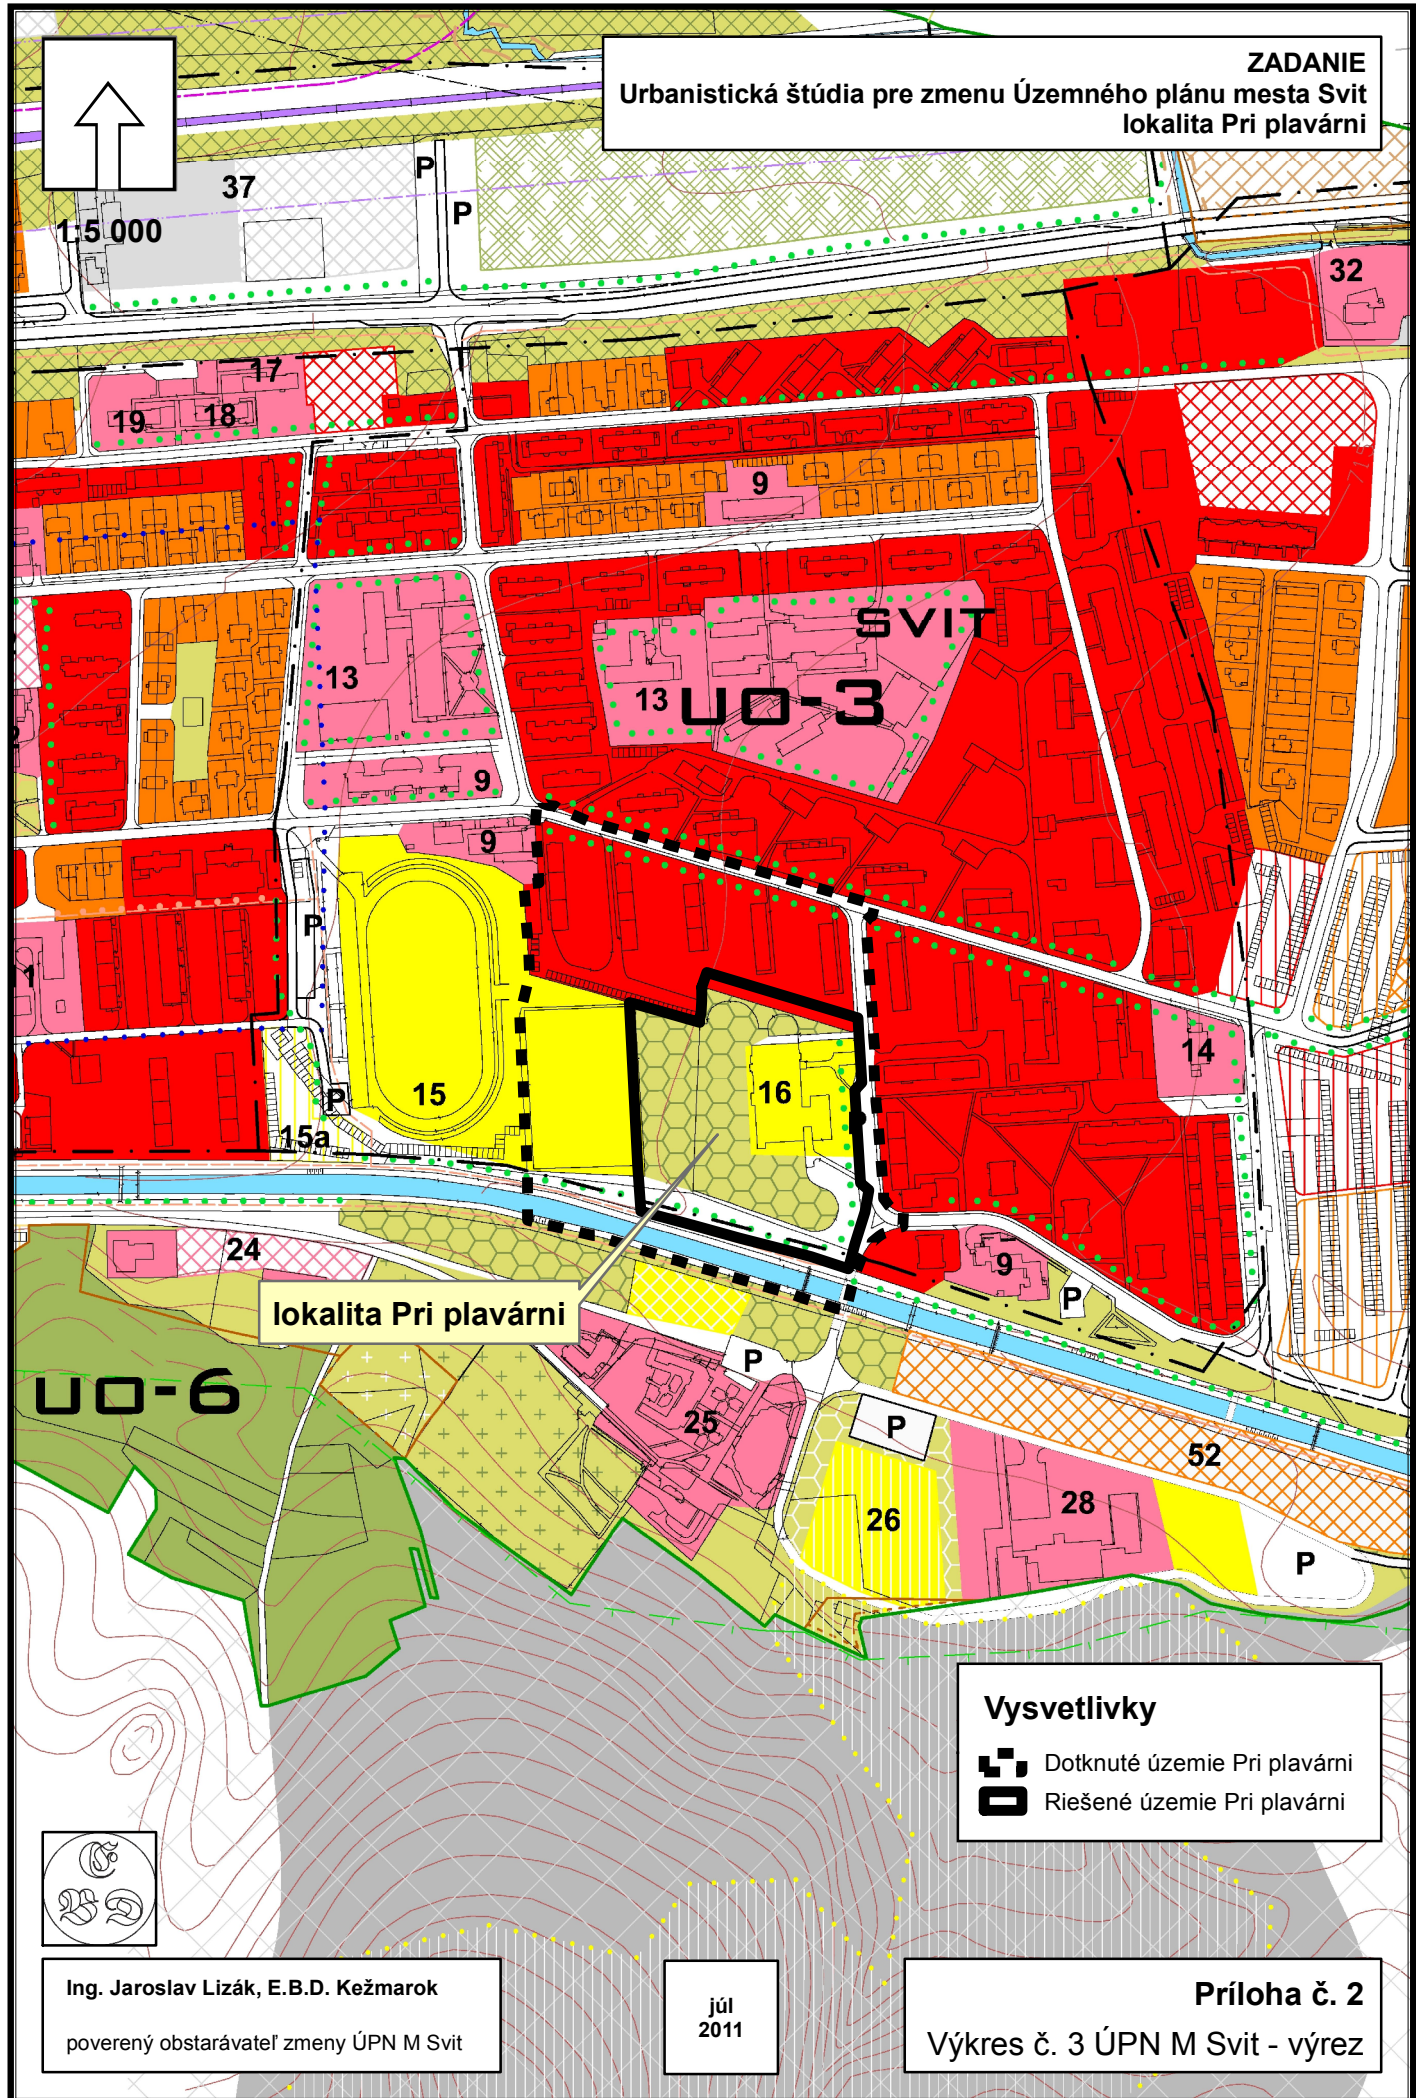 ZADANIE
Urbanistická štúdia pre zmenu Územného plánu mesta Svit
lokalita Pri plavárni
1:5 000
37
P
P
32
17
19
18
9
SVIT
13
13
UO-3
9
9
P
11
14
16
15
P
15a
24
9
P
lokalita Pri plavárni
P
UO-6
25
P
52
28
26
P
Vysvetlivky
Dotknuté územie Pri plavárni
Riešené územie Pri plavárni
E
B D
Ing. Jaroslav Lizák, E.B.D. Kežmarok
poverený obstarávateľ zmeny ÚPN M Svit
júl
2011
Príloha č. 2
Výkres č. 3 ÚPN M Svit - výrez